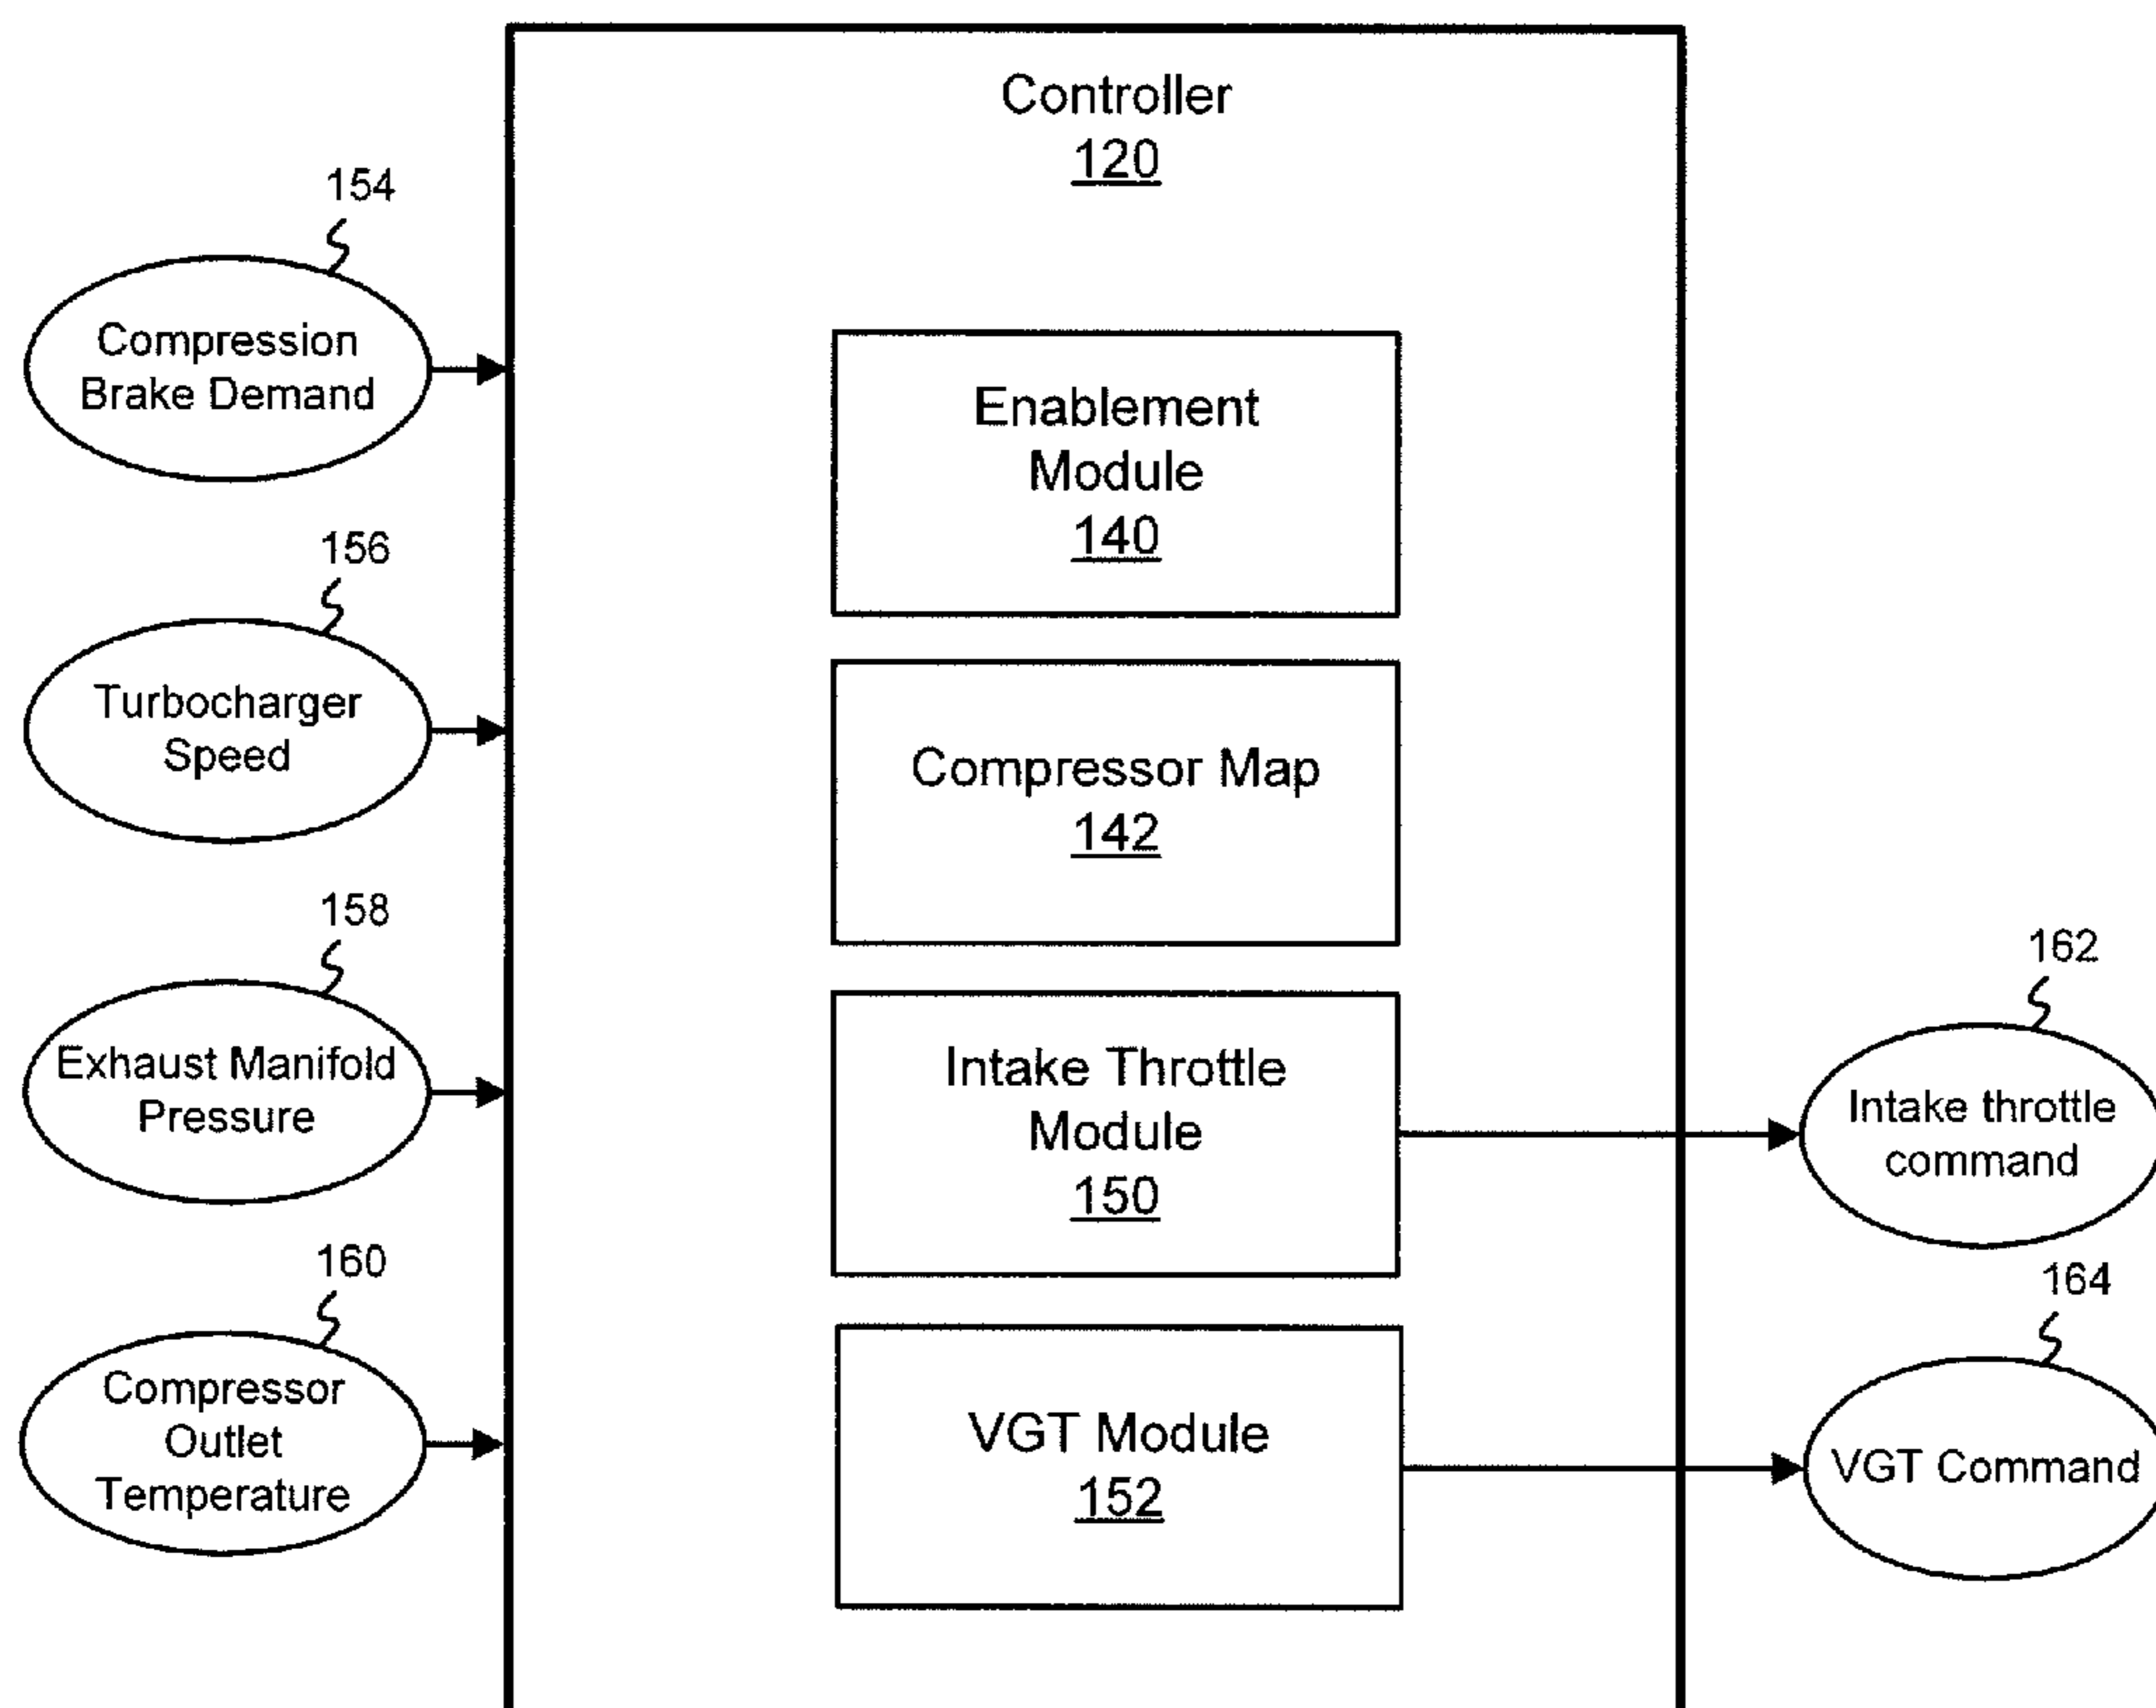 Controller
120
154
Compression
Brake Demand
Enablement
Module
140
156
Turbocharger
Speed
Compressor Map
142
158
Exhaust Manifold
Pressure
Intake Throttle
Module
150
162
Intake throttle
command
160
Compressor
Outlet
Temperature
VGT Module
152
164
VGT Command